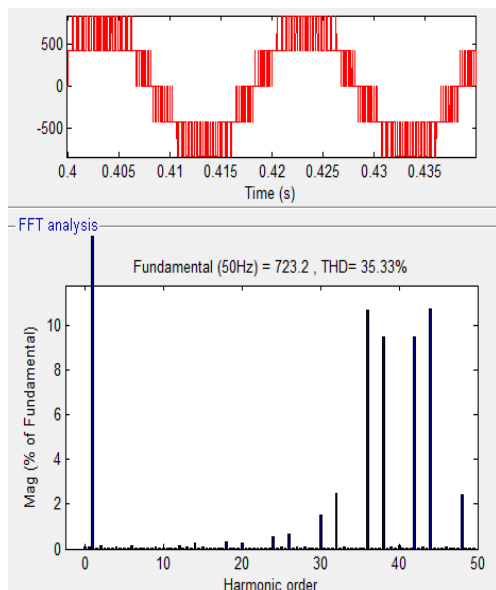 500
0
-500
0.4 0.405 0.41 0.415 0.42 0.425 0.43 0.435
Time (s)
FFT analysis
Fundamental (50Hz) = 723.2 , THD= 35.33%
Mag (% of Fundamental)
10
8
6
4
2
0
0 10 20 30 40 50
Harmonic order